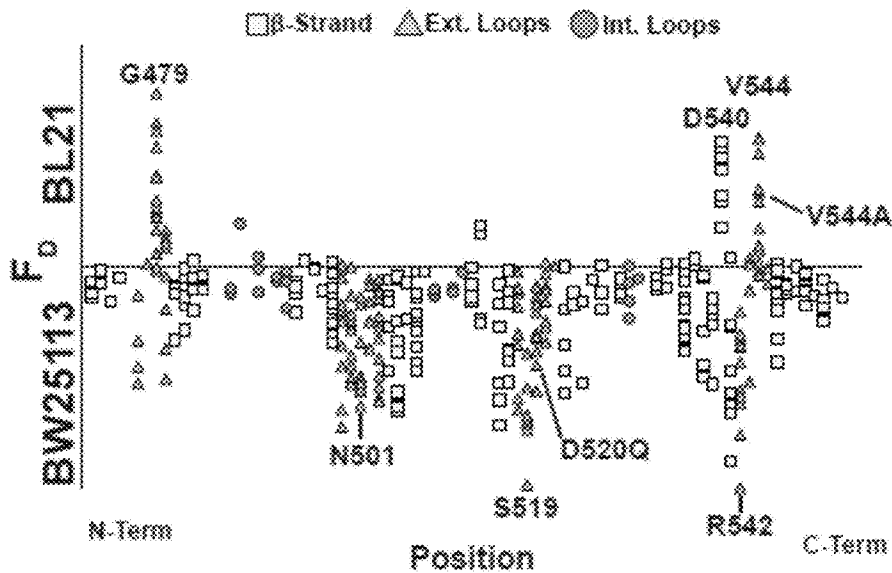 β-Strand Ext. Loops Int. Loops
G479
V544
D540
V544A
BL21
F_D
BW25113
N501
D520Q
S519
R542
N-Term
C-Term
Position